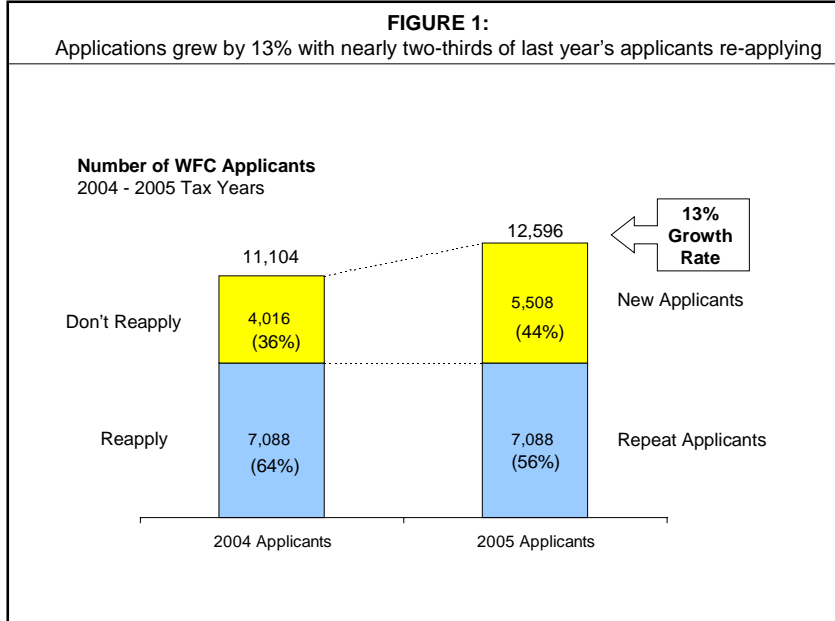 FIGURE 1:
Applications grew by 13% with nearly two-thirds of last year's applicants re-applying
Number of WFC Applicants
2004 - 2005 Tax Years
13%
Growth
Rate
12,596
11,104
New Applicants
5,508
(44%)
Don't Reapply
4,016
(36%)
Reapply
7,088
(64%)
7,088
(56%)
Repeat Applicants
2004 Applicants
2005 Applicants